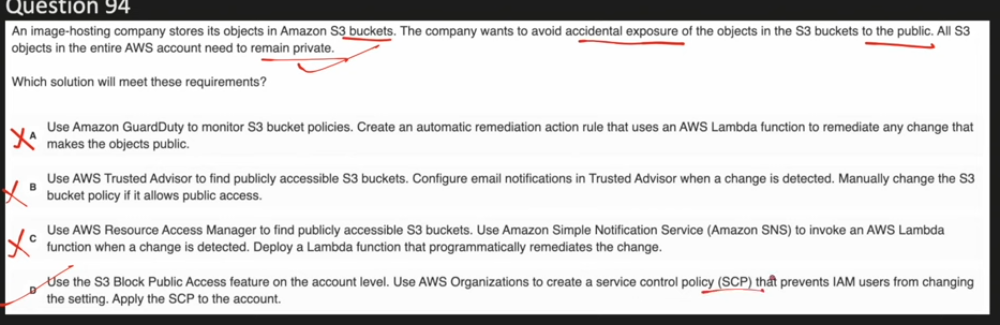 Question 94
An image-hosting company stores its objects in Amazon S3 buckets. The company wants to avoid accidental exposure of the objects in the S3 buckets to the public. All S3
objects in the entire AWS account need to remain private.
Which solution will meet these requirements?
A Use Amazon GuardDuty to monitor S3 bucket policies. Create an automatic remediation action rule that uses an AWS Lambda function to remediate any change that
makes the objects public.
B Use AWS Trusted Advisor to find publicly accessible S3 buckets. Configure email notifications in Trusted Advisor when a change is detected. Manually change the S3
bucket policy if it allows public access.
C Use AWS Resource Access Manager to find publicly accessible S3 buckets. Use Amazon Simple Notification Service (Amazon SNS) to invoke an AWS Lambda
function when a change is detected. Deploy a Lambda function that programmatically remediates the change.
D Use the S3 Block Public Access feature on the account level. Use AWS Organizations to create a service control policy (SCP) that prevents IAM users from changing
the setting. Apply the SCP to the account.